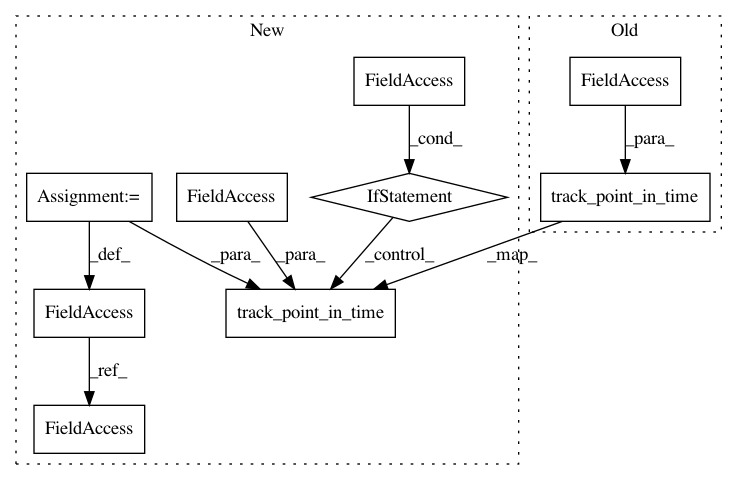 New
Old
FieldAccess
FieldAccess
_cond_
_para_
Assignment:=
FieldAccess
IfStatement
track_point_in_time
_def_
_para_
_para_
_control_
_map_
FieldAccess
track_point_in_time
_ref_
FieldAccess